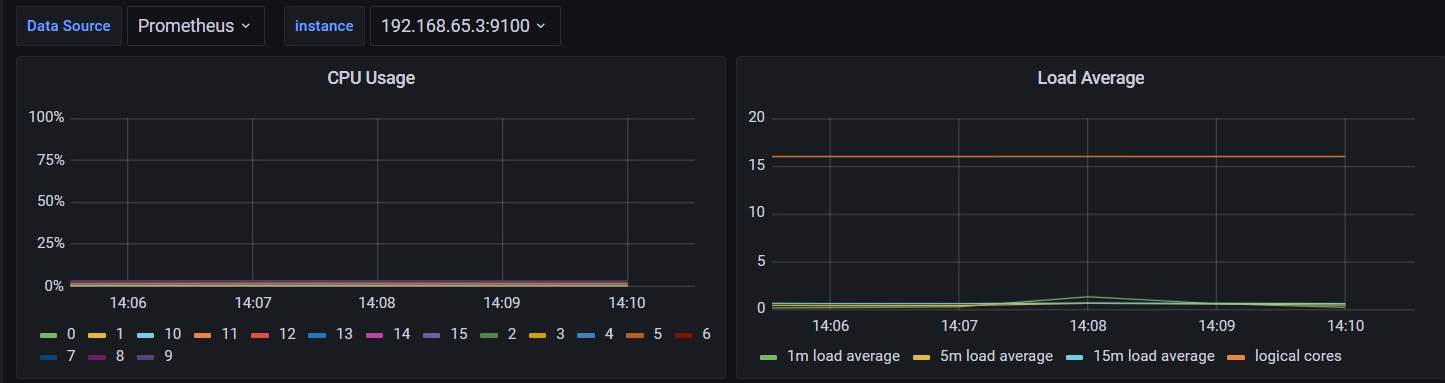 Data Source Prometheus instance 192.168.65.3:9100
CPU Usage
100%
75%
50%
25%
0%
14:06 14:07 14:08 14:09 14:10
0 1 10 11 12 13 14 15 2 3 4 5 6
7 8 9
Load Average
20
15
10
5
0
14:06 14:07 14:08 14:09 14:10
1m load average 5m load average 15m load average logical cores